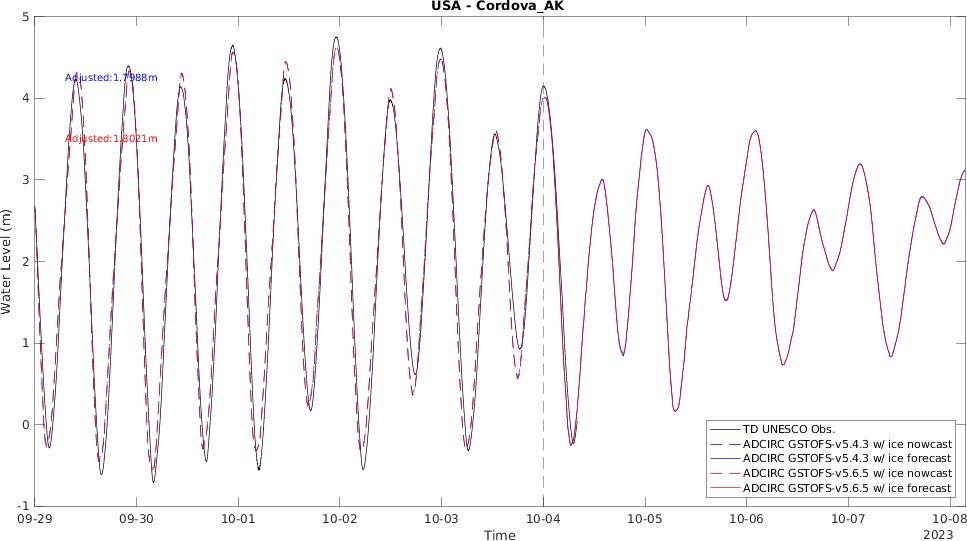 USA - Cordova_AK
5
4
3
2
1
0
-1
Water Level (m)
Adjusted:1.7988m
Adjusted:1.8021m
TD UNESCO Obs.
ADCIRC GSTOFS-v5.4.3 w/ ice nowcast
ADCIRC GSTOFS-v5.4.3 w/ ice forecast
ADCIRC GSTOFS-v5.6.5 w/ ice nowcast
ADCIRC GSTOFS-v5.6.5 w/ ice forecast
09-29 09-30 10-01 10-02 10-03 10-04 10-05 10-06 10-07 10-08
Time
2023